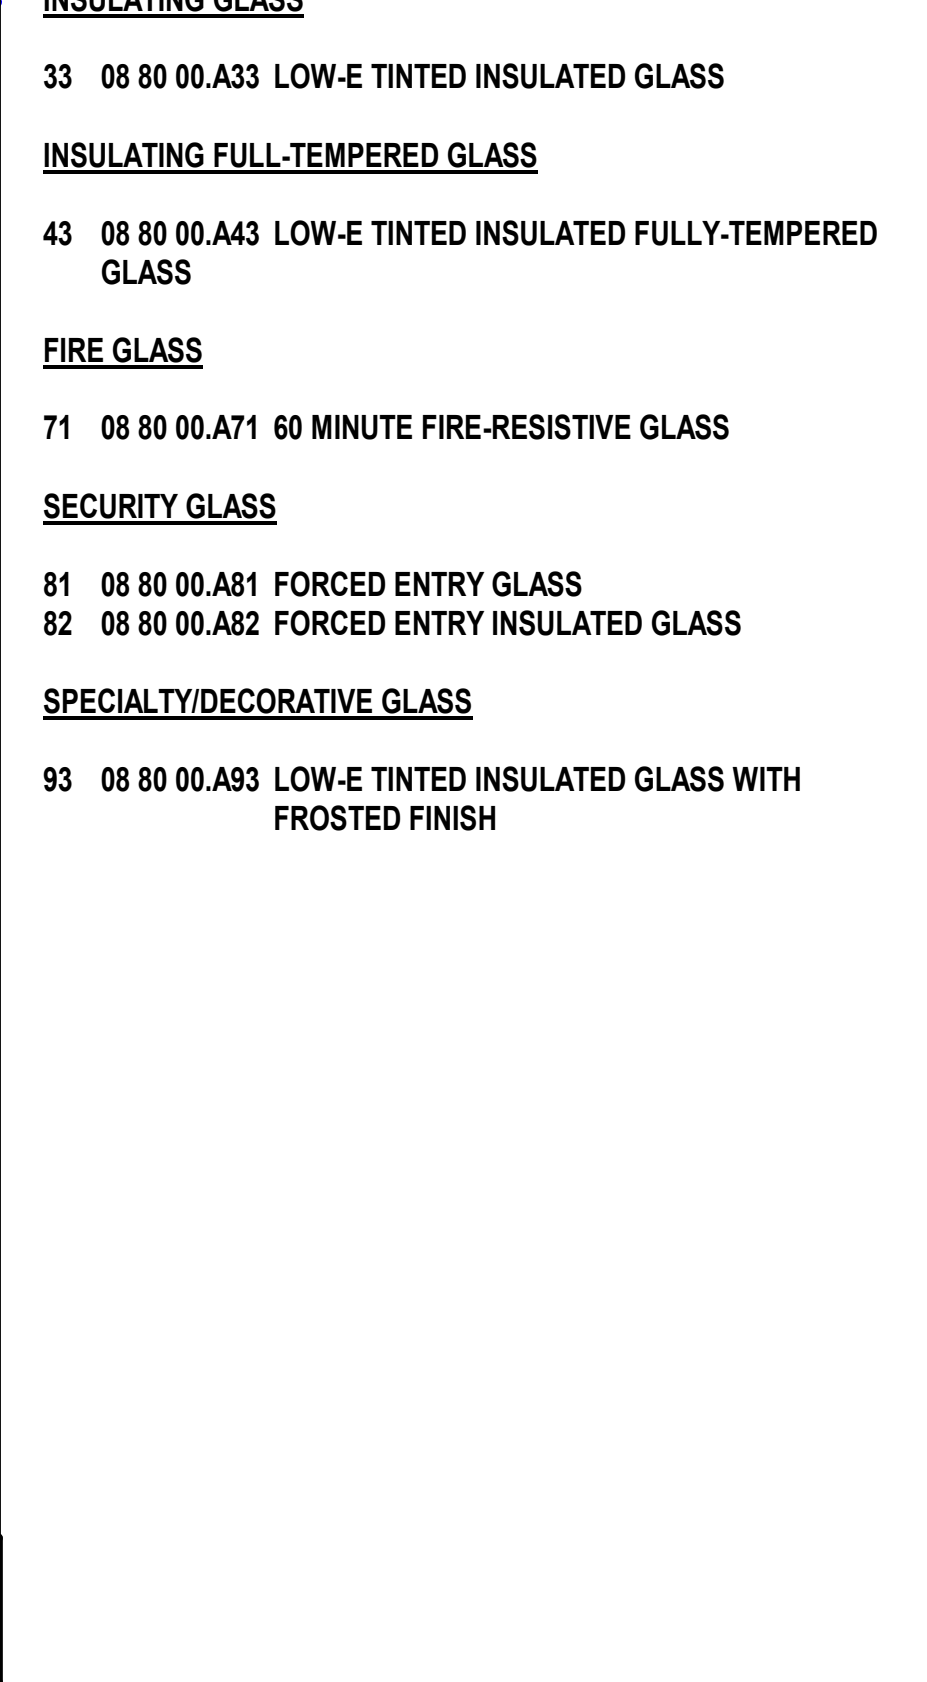 INSULATING GLASS
33 08 80 00.A33 LOW-E TINTED INSULATED GLASS
INSULATING FULL-TEMPERED GLASS
43 08 80 00.A43 LOW-E TINTED INSULATED FULLY-TEMPERED
GLASS
FIRE GLASS
71 08 80 00.A71 60 MINUTE FIRE-RESISTIVE GLASS
SECURITY GLASS
81 08 80 00.A81 FORCED ENTRY GLASS
82 08 80 00.A82 FORCED ENTRY INSULATED GLASS
SPECIALTY/DECORATIVE GLASS
93 08 80 00.A93 LOW-E TINTED INSULATED GLASS WITH
FROSTED FINISH